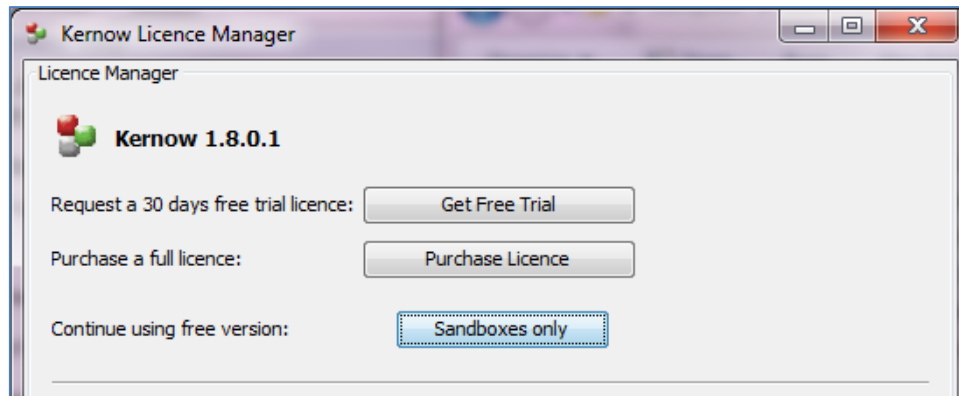 Kernow Licence Manager
Licence Manager
Kernow 1.8.0.1
Request a 30 days free trial licence: Get Free Trial
Purchase a full licence: Purchase Licence
Continue using free version: Sandboxes only